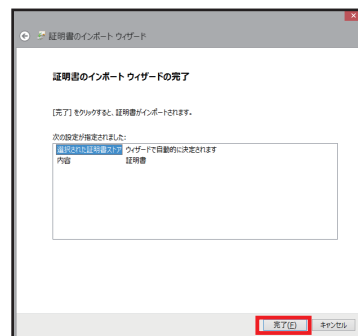 証明書のインポート ウィザード
証明書のインポート ウィザードの完了
[完了] をクリックすると、証明書がインポートされます。
次の設定が指定されました:
選択された証明書ストア ウィザードで自動的に決定されます
内容 証明書
完了(F) キャンセル